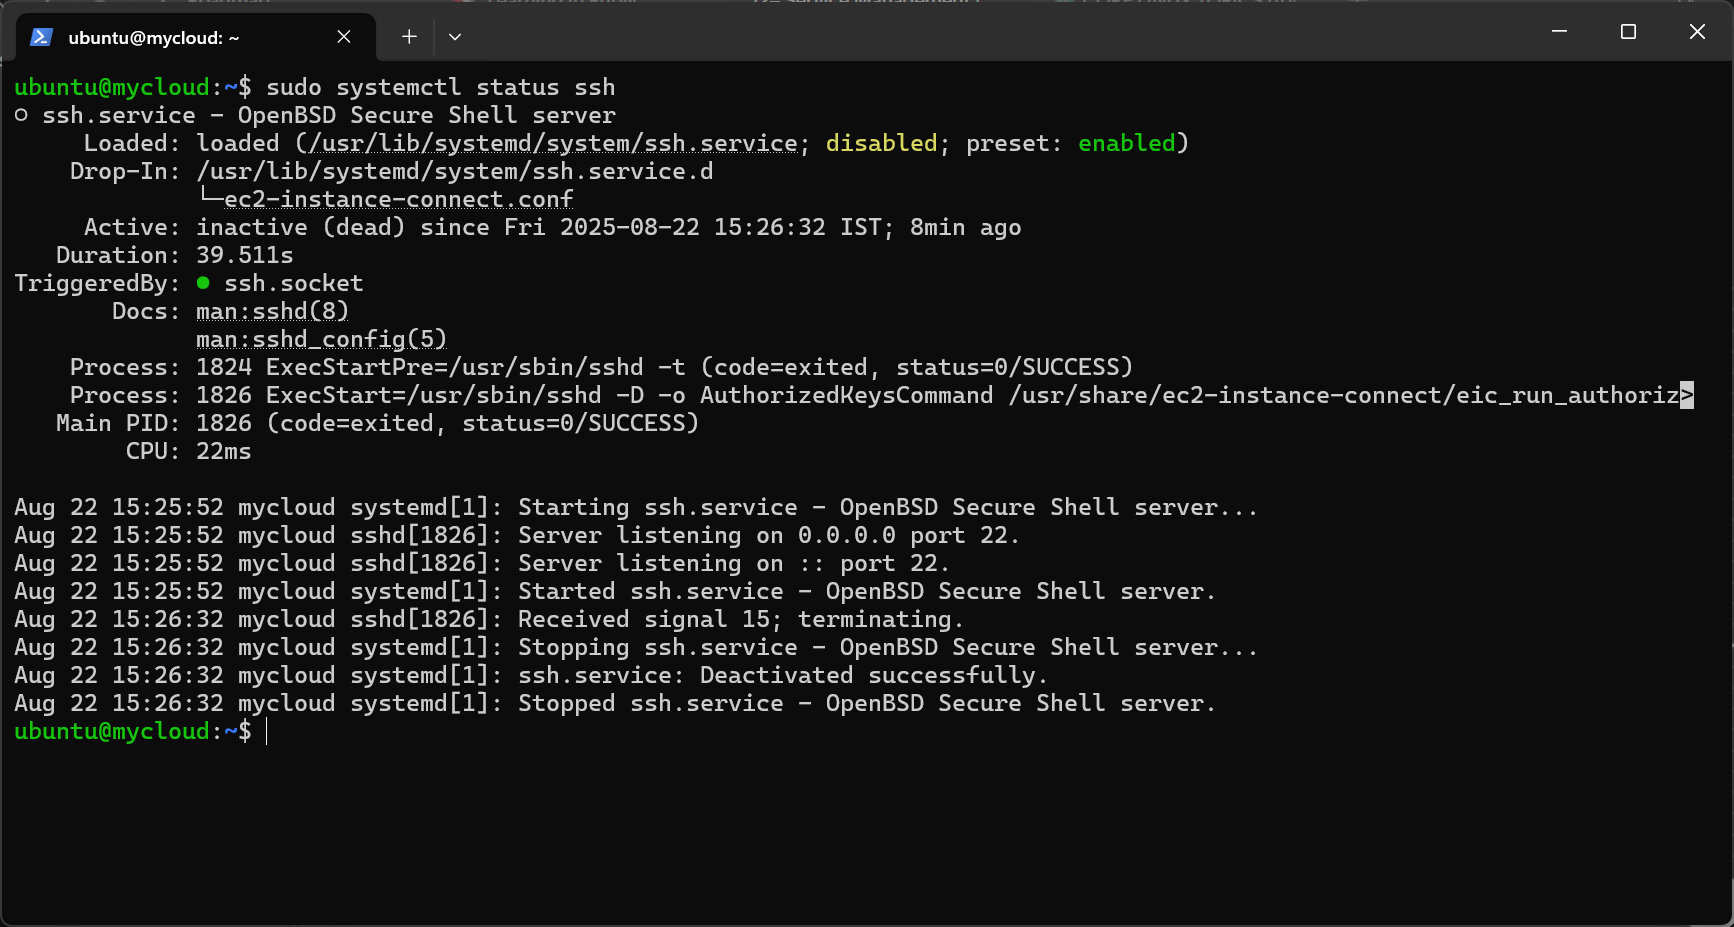 ubuntu@mycloud: ~
ubuntu@mycloud:~$ sudo systemctl status ssh
○ ssh.service - OpenBSD Secure Shell server
Loaded: loaded (/usr/lib/systemd/system/ssh.service; disabled; preset: enabled)
Drop-In: /usr/lib/systemd/system/ssh.service.d
└─ec2-instance-connect.conf
Active: inactive (dead) since Fri 2025-08-22 15:26:32 IST; 8min ago
Duration: 39.511s
TriggeredBy: ● ssh.socket
Docs: man:sshd(8)
man:sshd_config(5)
Process: 1824 ExecStartPre=/usr/sbin/sshd -t (code=exited, status=0/SUCCESS)
Process: 1826 ExecStart=/usr/sbin/sshd -D -o AuthorizedKeysCommand /usr/share/ec2-instance-connect/eic_run_authoriz>
Main PID: 1826 (code=exited, status=0/SUCCESS)
CPU: 22ms
Aug 22 15:25:52 mycloud systemd[1]: Starting ssh.service - OpenBSD Secure Shell server...
Aug 22 15:25:52 mycloud sshd[1826]: Server listening on 0.0.0.0 port 22.
Aug 22 15:25:52 mycloud sshd[1826]: Server listening on :: port 22.
Aug 22 15:25:52 mycloud systemd[1]: Started ssh.service - OpenBSD Secure Shell server.
Aug 22 15:26:32 mycloud sshd[1826]: Received signal 15; terminating.
Aug 22 15:26:32 mycloud systemd[1]: Stopping ssh.service - OpenBSD Secure Shell server...
Aug 22 15:26:32 mycloud systemd[1]: ssh.service: Deactivated successfully.
Aug 22 15:26:32 mycloud systemd[1]: Stopped ssh.service - OpenBSD Secure Shell server.
ubuntu@mycloud:~$